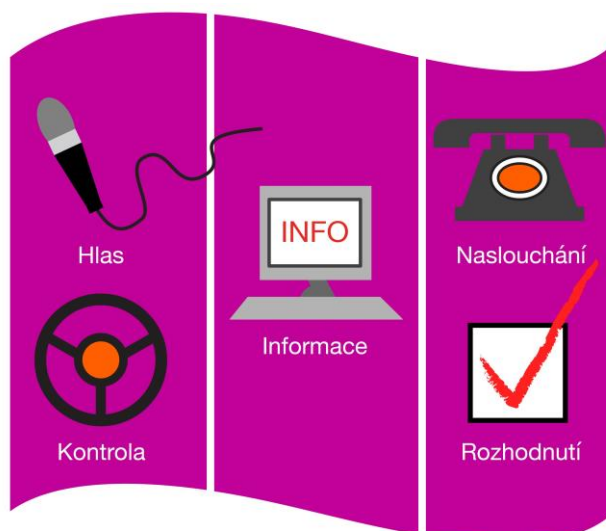 Hlas
Kontrola
INFO
Informace
Naslouchání
Rozhodnutí